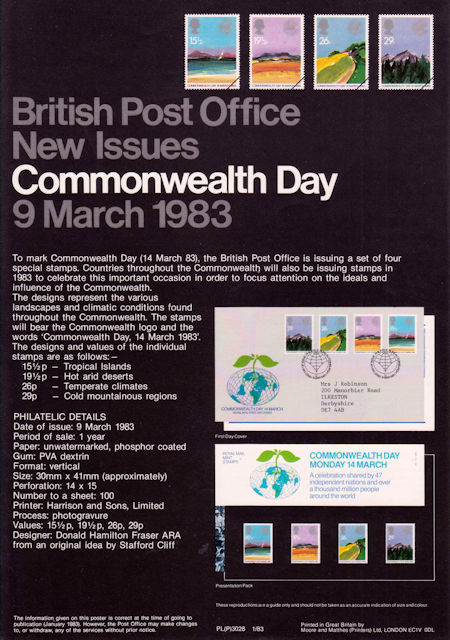 15½p 19½p 26p 29p
British Post Office
New Issues
Commonwealth Day
9 March 1983
To mark Commonwealth Day (14 March 83), the British Post Office is issuing a set of four
special stamps. Countries throughout the Commonwealth will also be issuing stamps in
1983 to celebrate this important occasion in order to focus attention on the ideals and
influence of the Commonwealth.
The designs represent the various
landscapes and climatic conditions found
throughout the Commonwealth. The stamps
will bear the Commonwealth logo and the
words 'Commonwealth Day, 14 March 1983'.
The designs and values of the individual
stamps are as follows:–
15½p – Tropical Islands
19½p – Hot arid deserts
26p – Temperate climates
29p – Cold mountainous regions
PHILATELIC DETAILS
Date of issue: 9 March 1983
Period of sale: 1 year
Paper: unwatermarked, phosphor coated
Gum: PVA dextrin
Format: vertical
Size: 30mm x 41mm (approximately)
Perforation: 14 x 15
Number to a sheet: 100
Printer: Harrison and Sons, Limited
Process: photogravure
Values: 15½p, 19½p, 26p, 29p
Designer: Donald Hamilton Fraser ARA
from an original idea by Stafford Cliff
COMMONWEALTH DAY 14 MARCH
ROYAL MAIL FIRST DAY COVER
Mrs J Robinson
200 Manorbier Road
ILKESTON
Derbyshire
DE7 4AB
First Day Cover
ROYAL MAIL
MINT
STAMPS
COMMONWEALTH DAY
MONDAY 14 MARCH
A celebration shared by 47
independent nations and over
a thousand million people
around the world
Presentation Pack
These reproductions are a guide only and should not be taken as an accurate indication of size and colour.
The information given on this poster is correct at the time of going to
publication (January 1983). However, the Post Office may make changes
to, or withdraw, any of the services without prior notice.
PL(P)3026 1/83
Printed in Great Britain by
Moore and Matthes (Printers) Ltd, LONDON EC1V 0DL